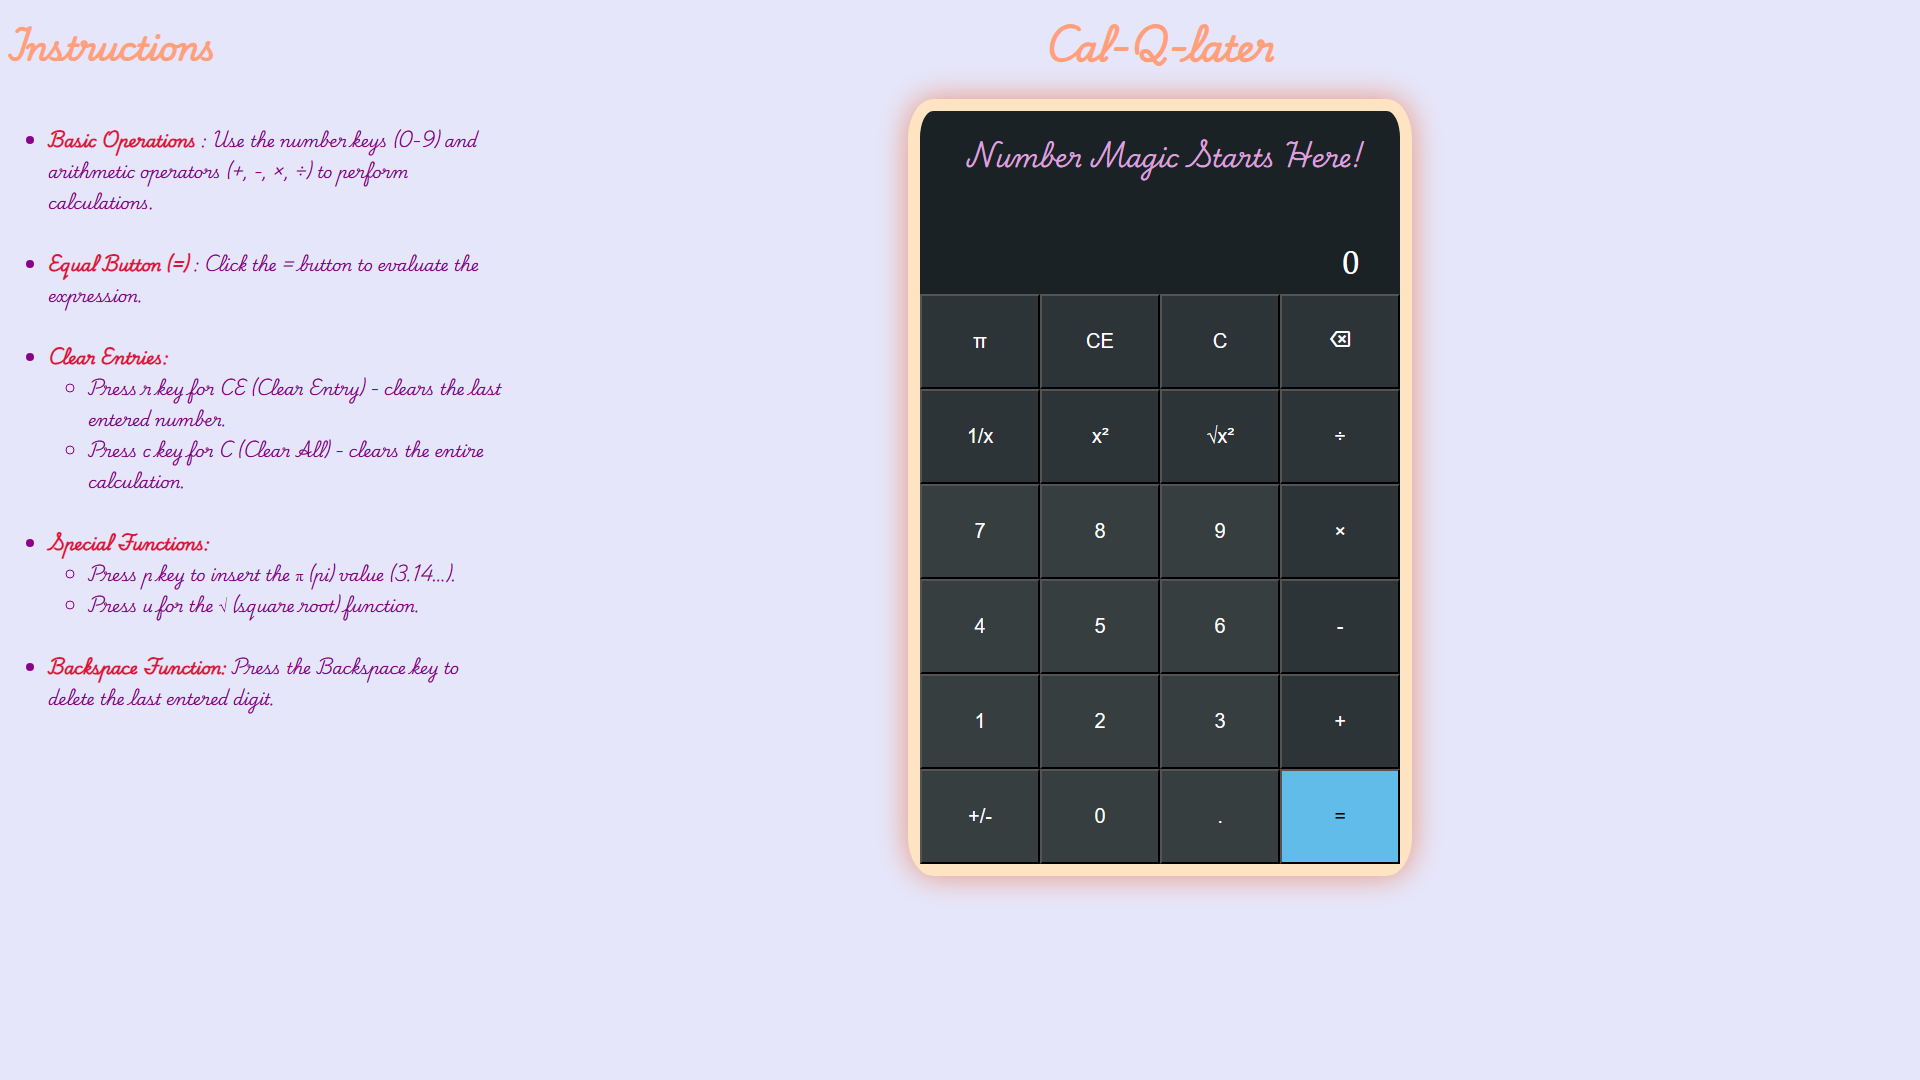 Instructions
Basic Operations : Use the number keys (0-9) and
arithmetic operators (+, -, ×, ÷) to perform
calculations.
Equal Button (=) : Click the = button to evaluate the
expression.
Clear Entries:
Press r key for CE (Clear Entry) - clears the last
entered number.
Press c key for C (Clear All) - clears the entire
calculation.
Special Functions:
Press p key to insert the π (pi) value (3.14...).
Press u for the √ (square root) function.
Backspace Function: Press the Backspace key to
delete the last entered digit.
Cal-Q-later
Number Magic Starts Here!
0
π CE C ⌫
1/x x² √x² ÷
7 8 9 ×
4 5 6 -
1 2 3 +
+/- 0 . =